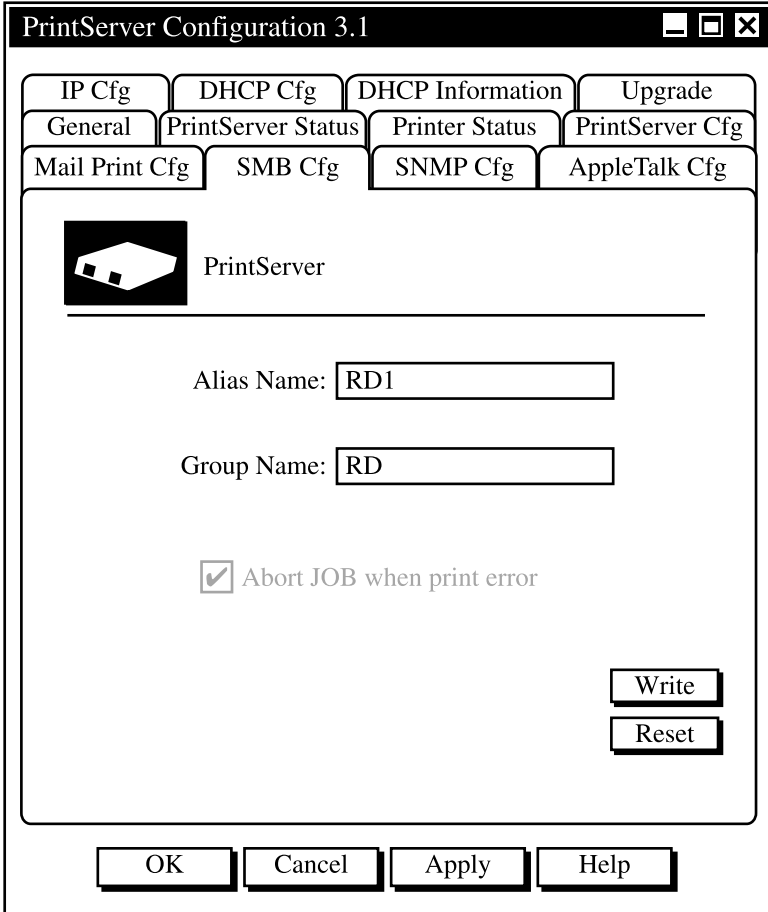 PrintServer Configuration 3.1
IP Cfg DHCP Cfg DHCP Information Upgrade
General PrintServer Status Printer Status PrintServer Cfg
Mail Print Cfg SMB Cfg SNMP Cfg AppleTalk Cfg
PrintServer
Alias Name: RD1
Group Name: RD
Abort JOB when print error
Write
Reset
OK Cancel Apply Help